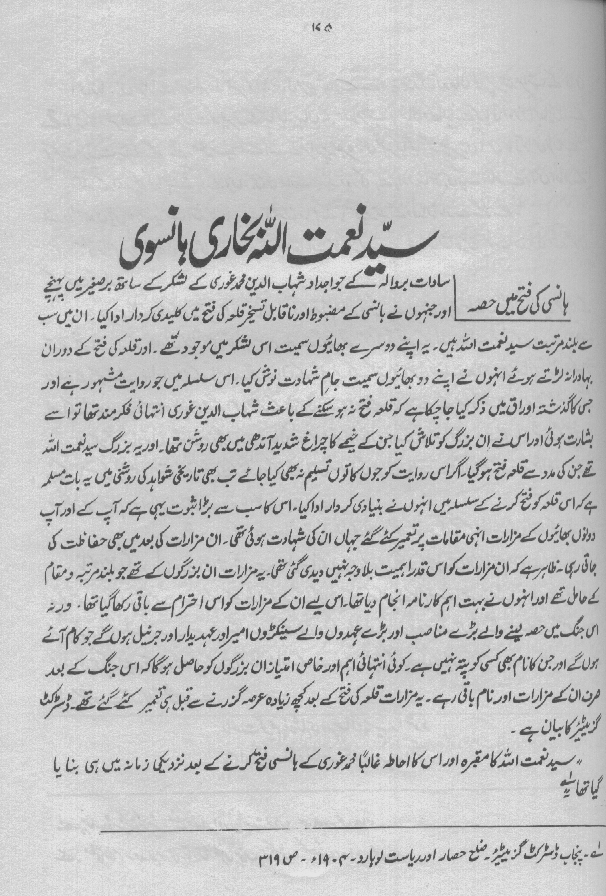 ۱۷۵
سیّد نعمت اللہ بخاری ہانسوی
ہانسی کی فتح میں حصہ
سادات بروالہ کے جو اجداد شہاب الدین محمد غوری کے لشکر کے ساتھ برصغیر میں پہنچے
اور جنہوں نے ہانسی کے مضبوط اور ناقابل تسخیر قلعہ کی فتح میں کلیدی کردار ادا کیا۔ ان میں سب
سے بلند مرتبت سید نعمت اللہ ہیں۔ یہ اپنے دوسرے بھائیوں سمیت اس لشکر میں موجود تھے۔ اور قلعہ کی فتح کے دوران
بہادرانہ لڑتے ہوئے انہوں نے اپنے دو بھائیوں سمیت جامِ شہادت نوش کیا۔ اس سلسلہ میں جو روایت مشہور ہے اور
جس کا گذشتہ اوراق میں ذکر کیا جا چکا ہے کہ قلعہ فتح نہ ہو سکنے کے باعث شہاب الدین غوری انتہائی فکر مند تھا تو اسے
بشارت ہوئی اور اس نے ان بزرگ کو تلاش کیا جن کے خیمے کا چراغ شدید آندھی میں بھی روشن تھا۔ اور یہ بزرگ سید نعمت اللہ
تھے جن کی مدد سے قلعہ فتح ہو گیا۔ اگر اس روایت کو جوں کا توں تسلیم نہ بھی کیا جائے تب بھی تاریخی شواہد کی روشنی میں یہ بات مسلمہ
ہے کہ اس قلعہ کو فتح کرنے کے سلسلہ میں انہوں نے بنیادی کردار ادا کیا۔ اس کا سب سے بڑا ثبوت یہی ہے کہ آپ کے اور آپ کے
دونوں بھائیوں کے مزارات انہی مقامات پر تعمیر کئے گئے جہاں ان کی شہادت ہوئی تھی۔ ان مزارات کی بعد میں بھی حفاظت کی
جاتی رہی۔ ظاہر ہے کہ ان مزارات کو اس قدر اہمیت بلا وجہ نہیں دیدی گئی تھی۔ یہ مزارات ان بزرگوں کے تھے جو بلند مرتبہ و مقام
کے حامل تھے اور انہوں نے بہت اہم کارنامہ انجام دیا تھا۔ اس لیے ان کے مزارات کو اس احترام سے باقی رکھا گیا تھا۔ ورنہ
اس جنگ میں حصہ لینے والے بڑے مناصب اور بڑے عہدوں والے سینکڑوں امیر اور عہدیدار اور جرنیل ہوں گے جو کام آئے
ہوں گے اور جن کا نام بھی کسی کو پتہ نہیں ہے۔ کوئی انتہائی اہم اور خاص امتیاز ان بزرگوں کو حاصل ہوگا کہ اس جنگ کے بعد
صرف ان کے مزارات اور نام باقی رہے۔ یہ مزارات قلعہ کی فتح کے بعد کچھ زیادہ عرصہ گزرنے سے قبل ہی تعمیر کئے گئے تھے۔ ڈسٹرکٹ
گزیٹیئر کا بیان ہے۔
"سید نعمت اللہ کا مقبرہ اور اس کا احاطہ غالباً محمد غوری کے ہانسی فتح کرنے کے بعد نزدیکی زمانہ میں ہی بنایا
گیا تھا" لہ
لہ۔ پنجاب ڈسٹرکٹ گزیٹیئر۔ ضلع حصار اور ریاست لوہارو۔ ۱۹۰۴ء۔ ص ۳۱۹